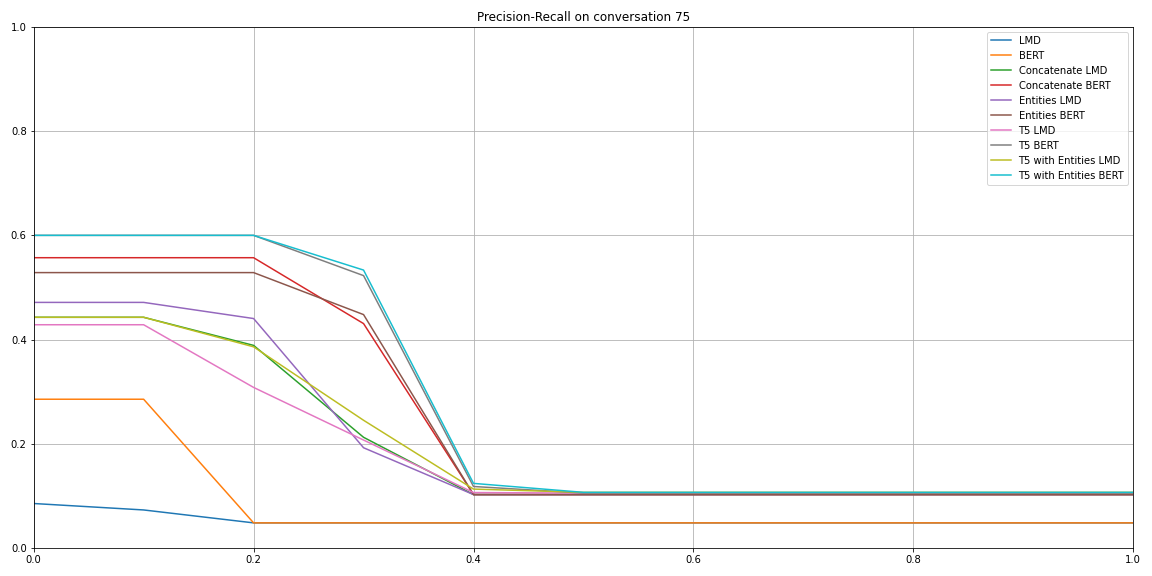 Precision-Recall on conversation 75
1.0
0.8
0.6
0.4
0.2
0.0
0.0 0.2 0.4 0.6 0.8 1.0
LMD
BERT
Concatenate LMD
Concatenate BERT
Entities LMD
Entities BERT
T5 LMD
T5 BERT
T5 with Entities LMD
T5 with Entities BERT